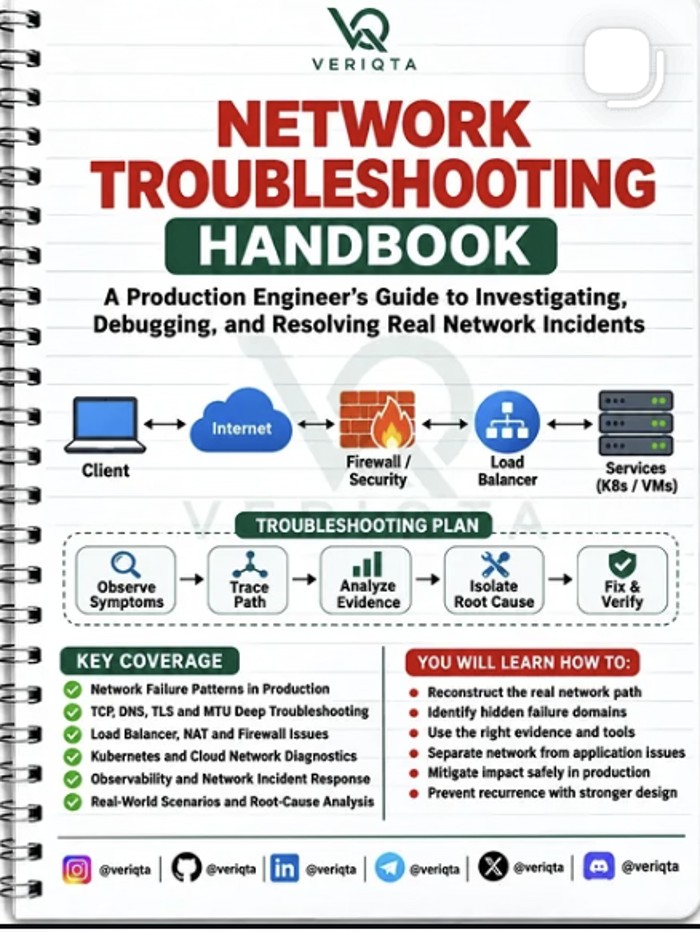 VERIQTA
NETWORK
TROUBLESHOOTING
HANDBOOK
A Production Engineer's Guide to Investigating,
Debugging, and Resolving Real Network Incidents
Client
Internet
Firewall /
Security
Load
Balancer
Services
(K8s / VMs)
VERIQTA
TROUBLESHOOTING PLAN
Observe
Symptoms
Trace
Path
Analyze
Evidence
Isolate
Root Cause
Fix &
Verify
KEY COVERAGE
Network Failure Patterns in Production
TCP, DNS, TLS and MTU Deep Troubleshooting
Load Balancer, NAT and Firewall Issues
Kubernetes and Cloud Network Diagnostics
Observability and Network Incident Response
Real-World Scenarios and Root-Cause Analysis
YOU WILL LEARN HOW TO:
Reconstruct the real network path
Identify hidden failure domains
Use the right evidence and tools
Separate network from application issues
Mitigate impact safely in production
Prevent recurrence with stronger design
@veriqta | @veriqta | @veriqta | @veriqta | @veriqta | @veriqta